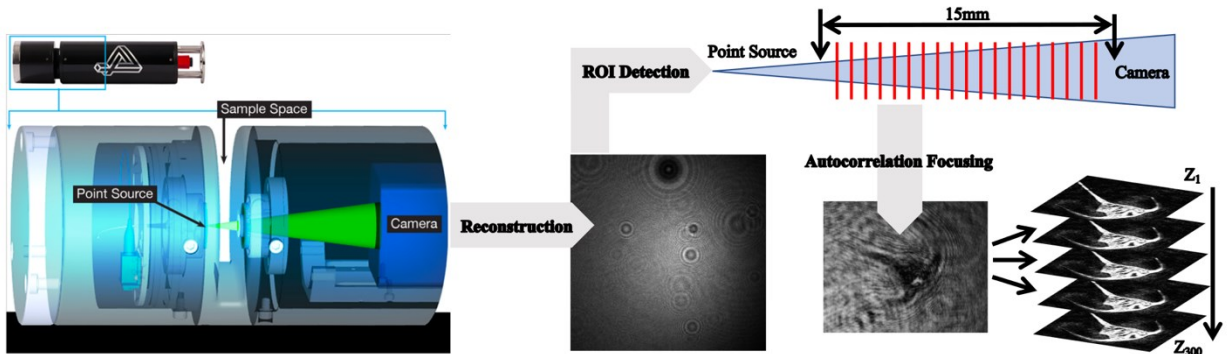 Sample Space
Point Source
Camera
Reconstruction
ROI Detection
Point Source
15mm
Camera
Autocorrelation Focusing
Z1
Z300